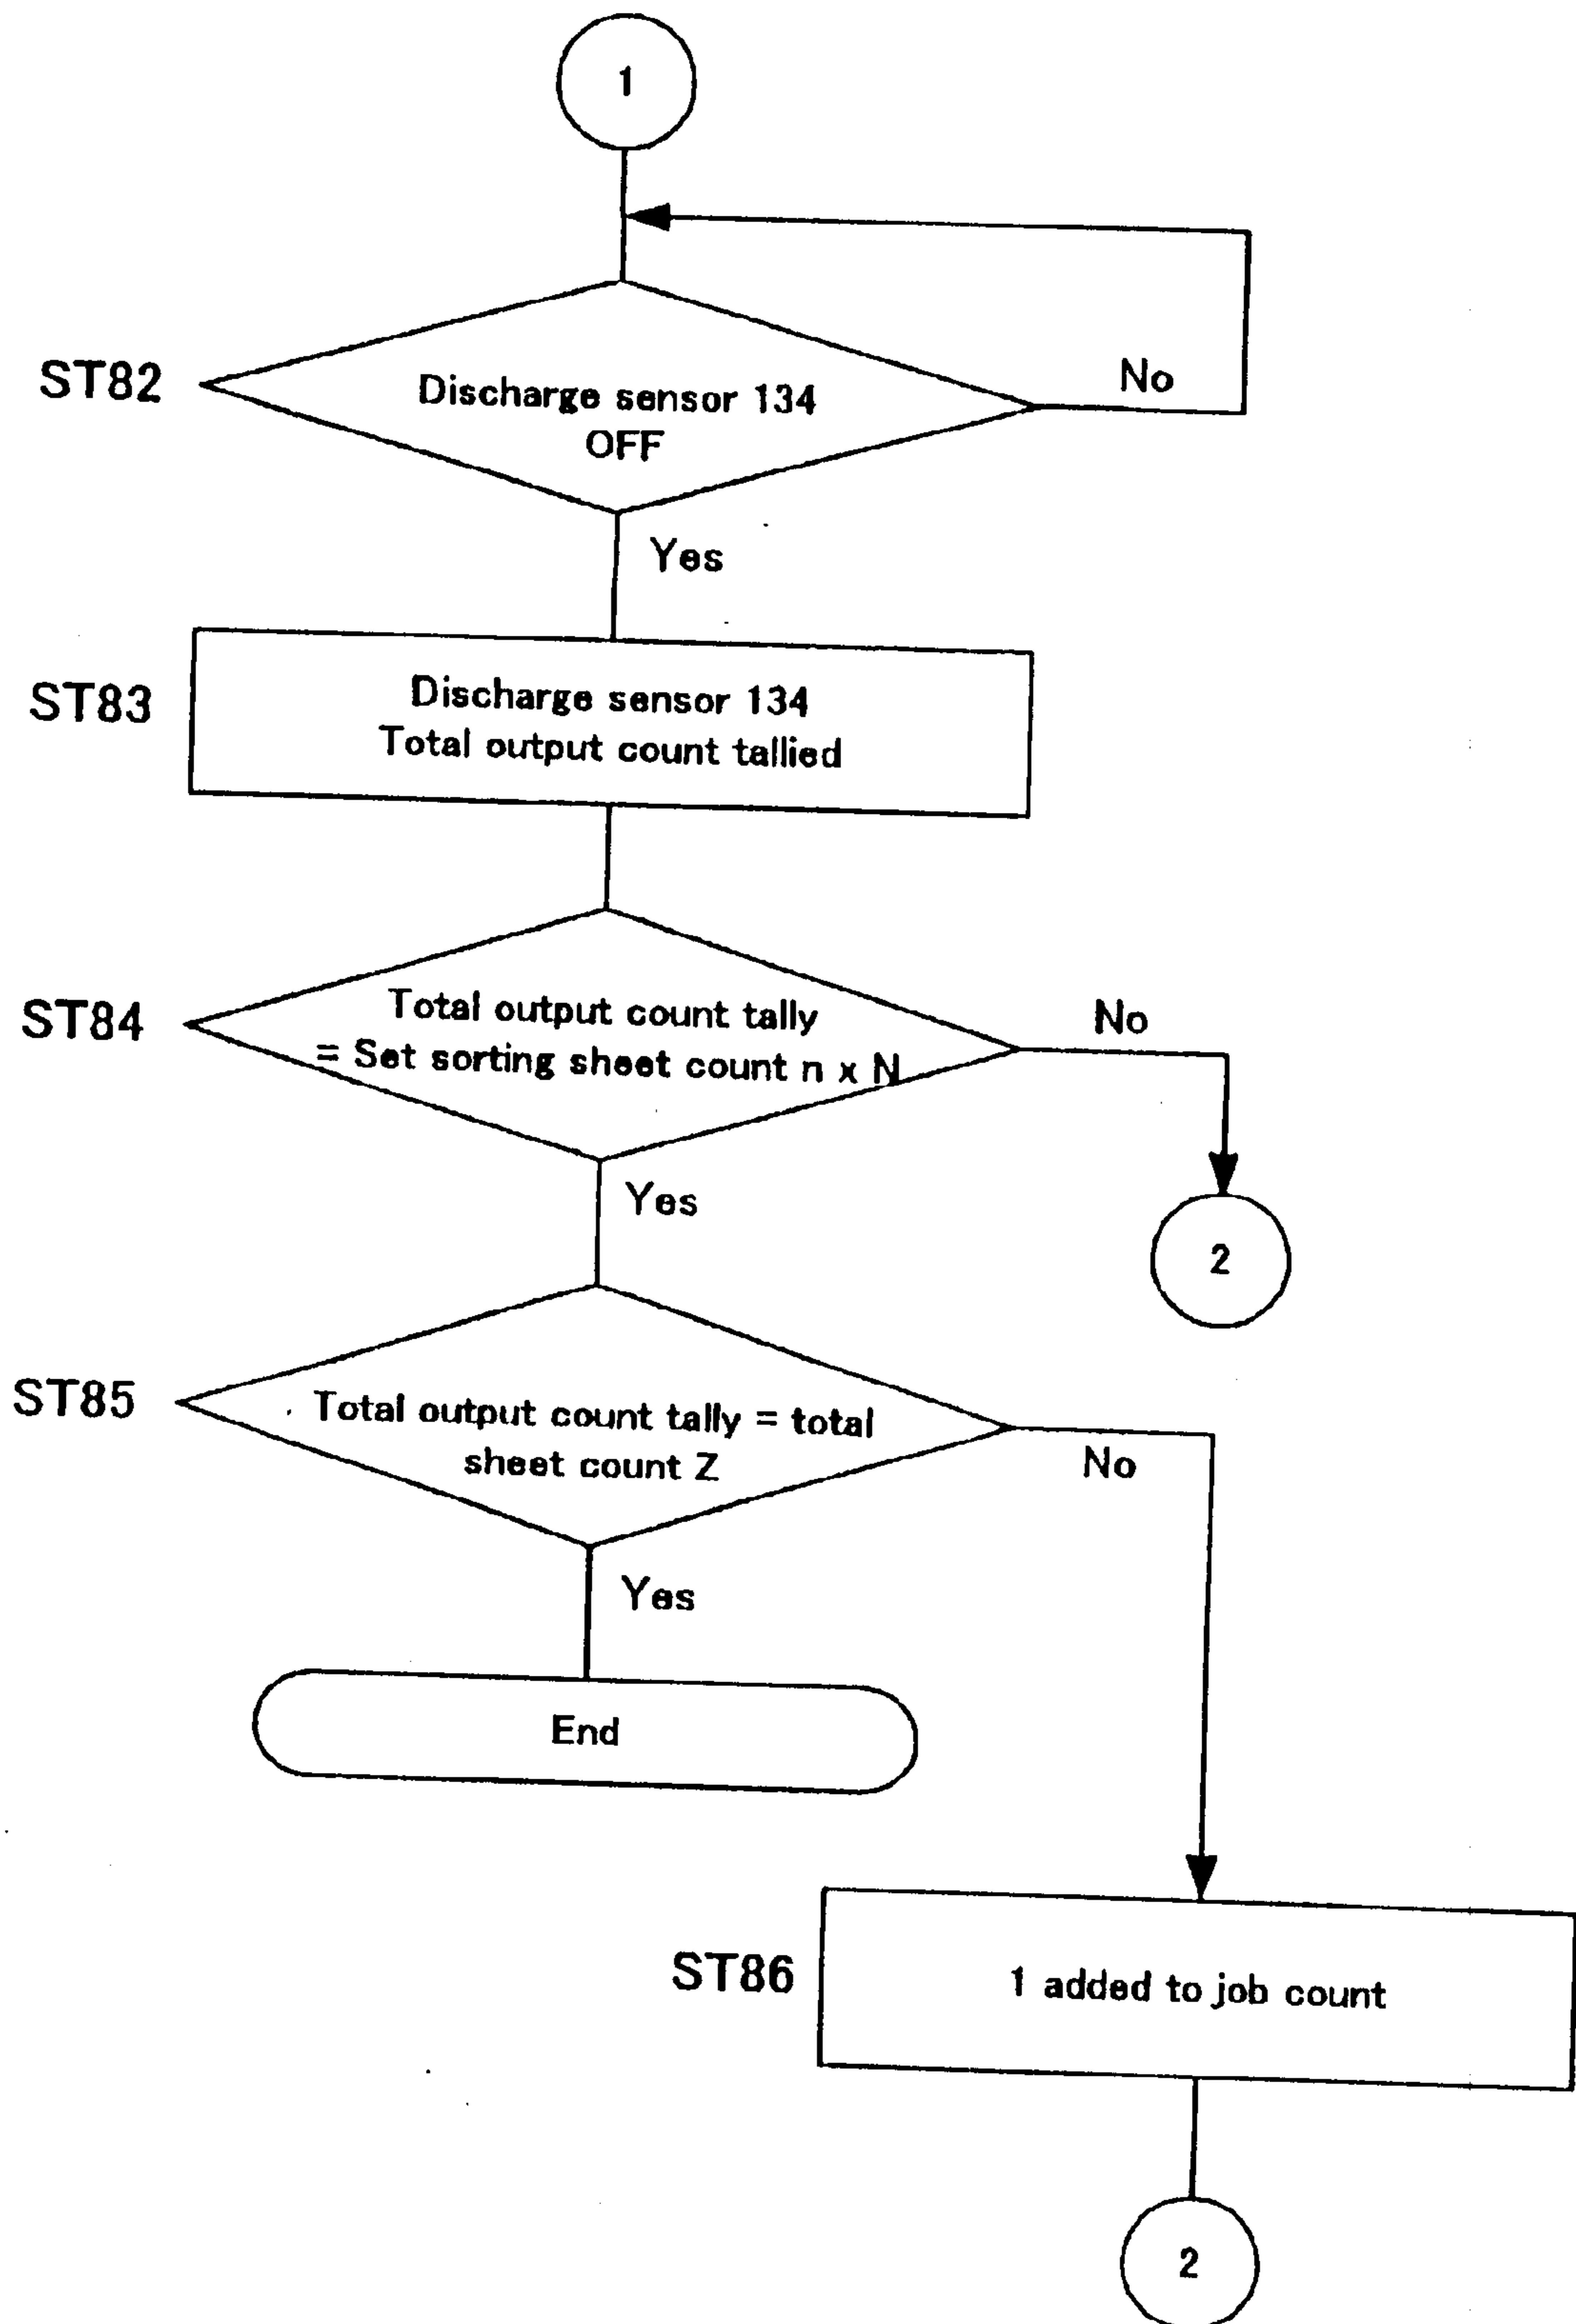 1
ST82
Discharge sensor 134
OFF
No
Yes
ST83
Discharge sensor 134
Total output count tallied
ST84
Total output count tally
= Set sorting sheet count n x N
No
Yes
2
ST85
Total output count tally = total
sheet count Z
No
Yes
End
ST86
1 added to job count
2